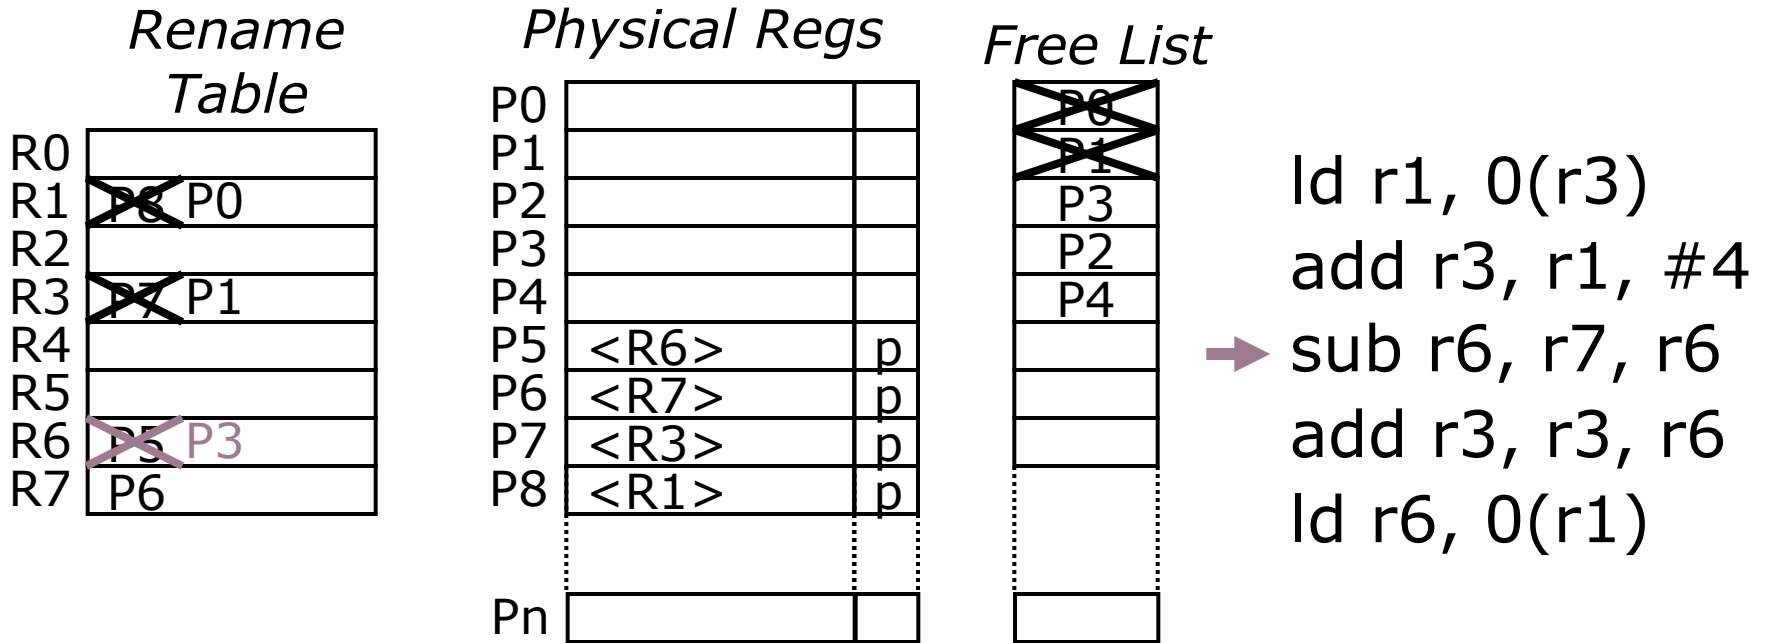 Rename
Table
R0
R1 P8 P0
R2
R3 P7 P1
R4
R5
R6 P5 P3
R7 P6
Physical Regs
P0
P1
P2
P3
P4
P5 <R6> p
P6 <R7> p
P7 <R3> p
P8 <R1> p
Pn
Free List
P0
P1
P3
P2
P4
ld r1, 0(r3)
add r3, r1, #4
sub r6, r7, r6
add r3, r3, r6
ld r6, 0(r1)